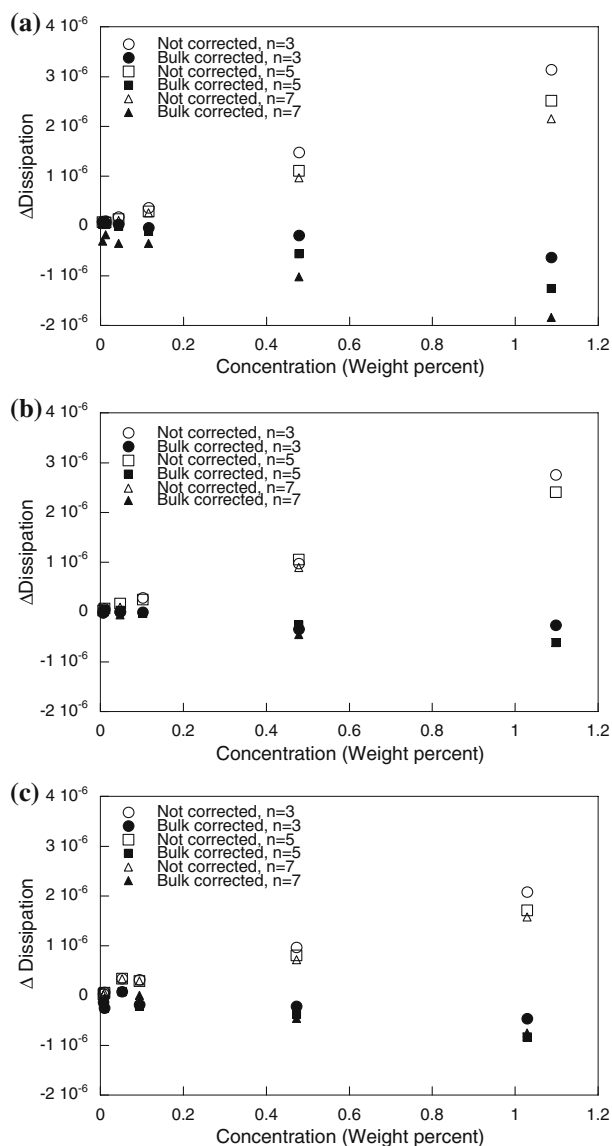 (a)
4 10⁻⁶
3 10⁻⁶
2 10⁻⁶
1 10⁻⁶
0
-1 10⁻⁶
-2 10⁻⁶
ΔDissipation
Not corrected, n=3
Bulk corrected, n=3
Not corrected, n=5
Bulk corrected, n=5
Not corrected, n=7
Bulk corrected, n=7
0 0.2 0.4 0.6 0.8 1 1.2
Concentration (Weight percent)
(b)
4 10⁻⁶
3 10⁻⁶
2 10⁻⁶
1 10⁻⁶
0
-1 10⁻⁶
-2 10⁻⁶
ΔDissipation
Not corrected, n=3
Bulk corrected, n=3
Not corrected, n=5
Bulk corrected, n=5
Not corrected, n=7
Bulk corrected, n=7
0 0.2 0.4 0.6 0.8 1 1.2
Concentration (Weight percent)
(c)
4 10⁻⁶
3 10⁻⁶
2 10⁻⁶
1 10⁻⁶
0
-1 10⁻⁶
-2 10⁻⁶
Δ Dissipation
Not corrected, n=3
Bulk corrected, n=3
Not corrected, n=5
Bulk corrected, n=5
Not corrected, n=7
Bulk corrected, n=7
0 0.2 0.4 0.6 0.8 1 1.2
Concentration (Weight percent)